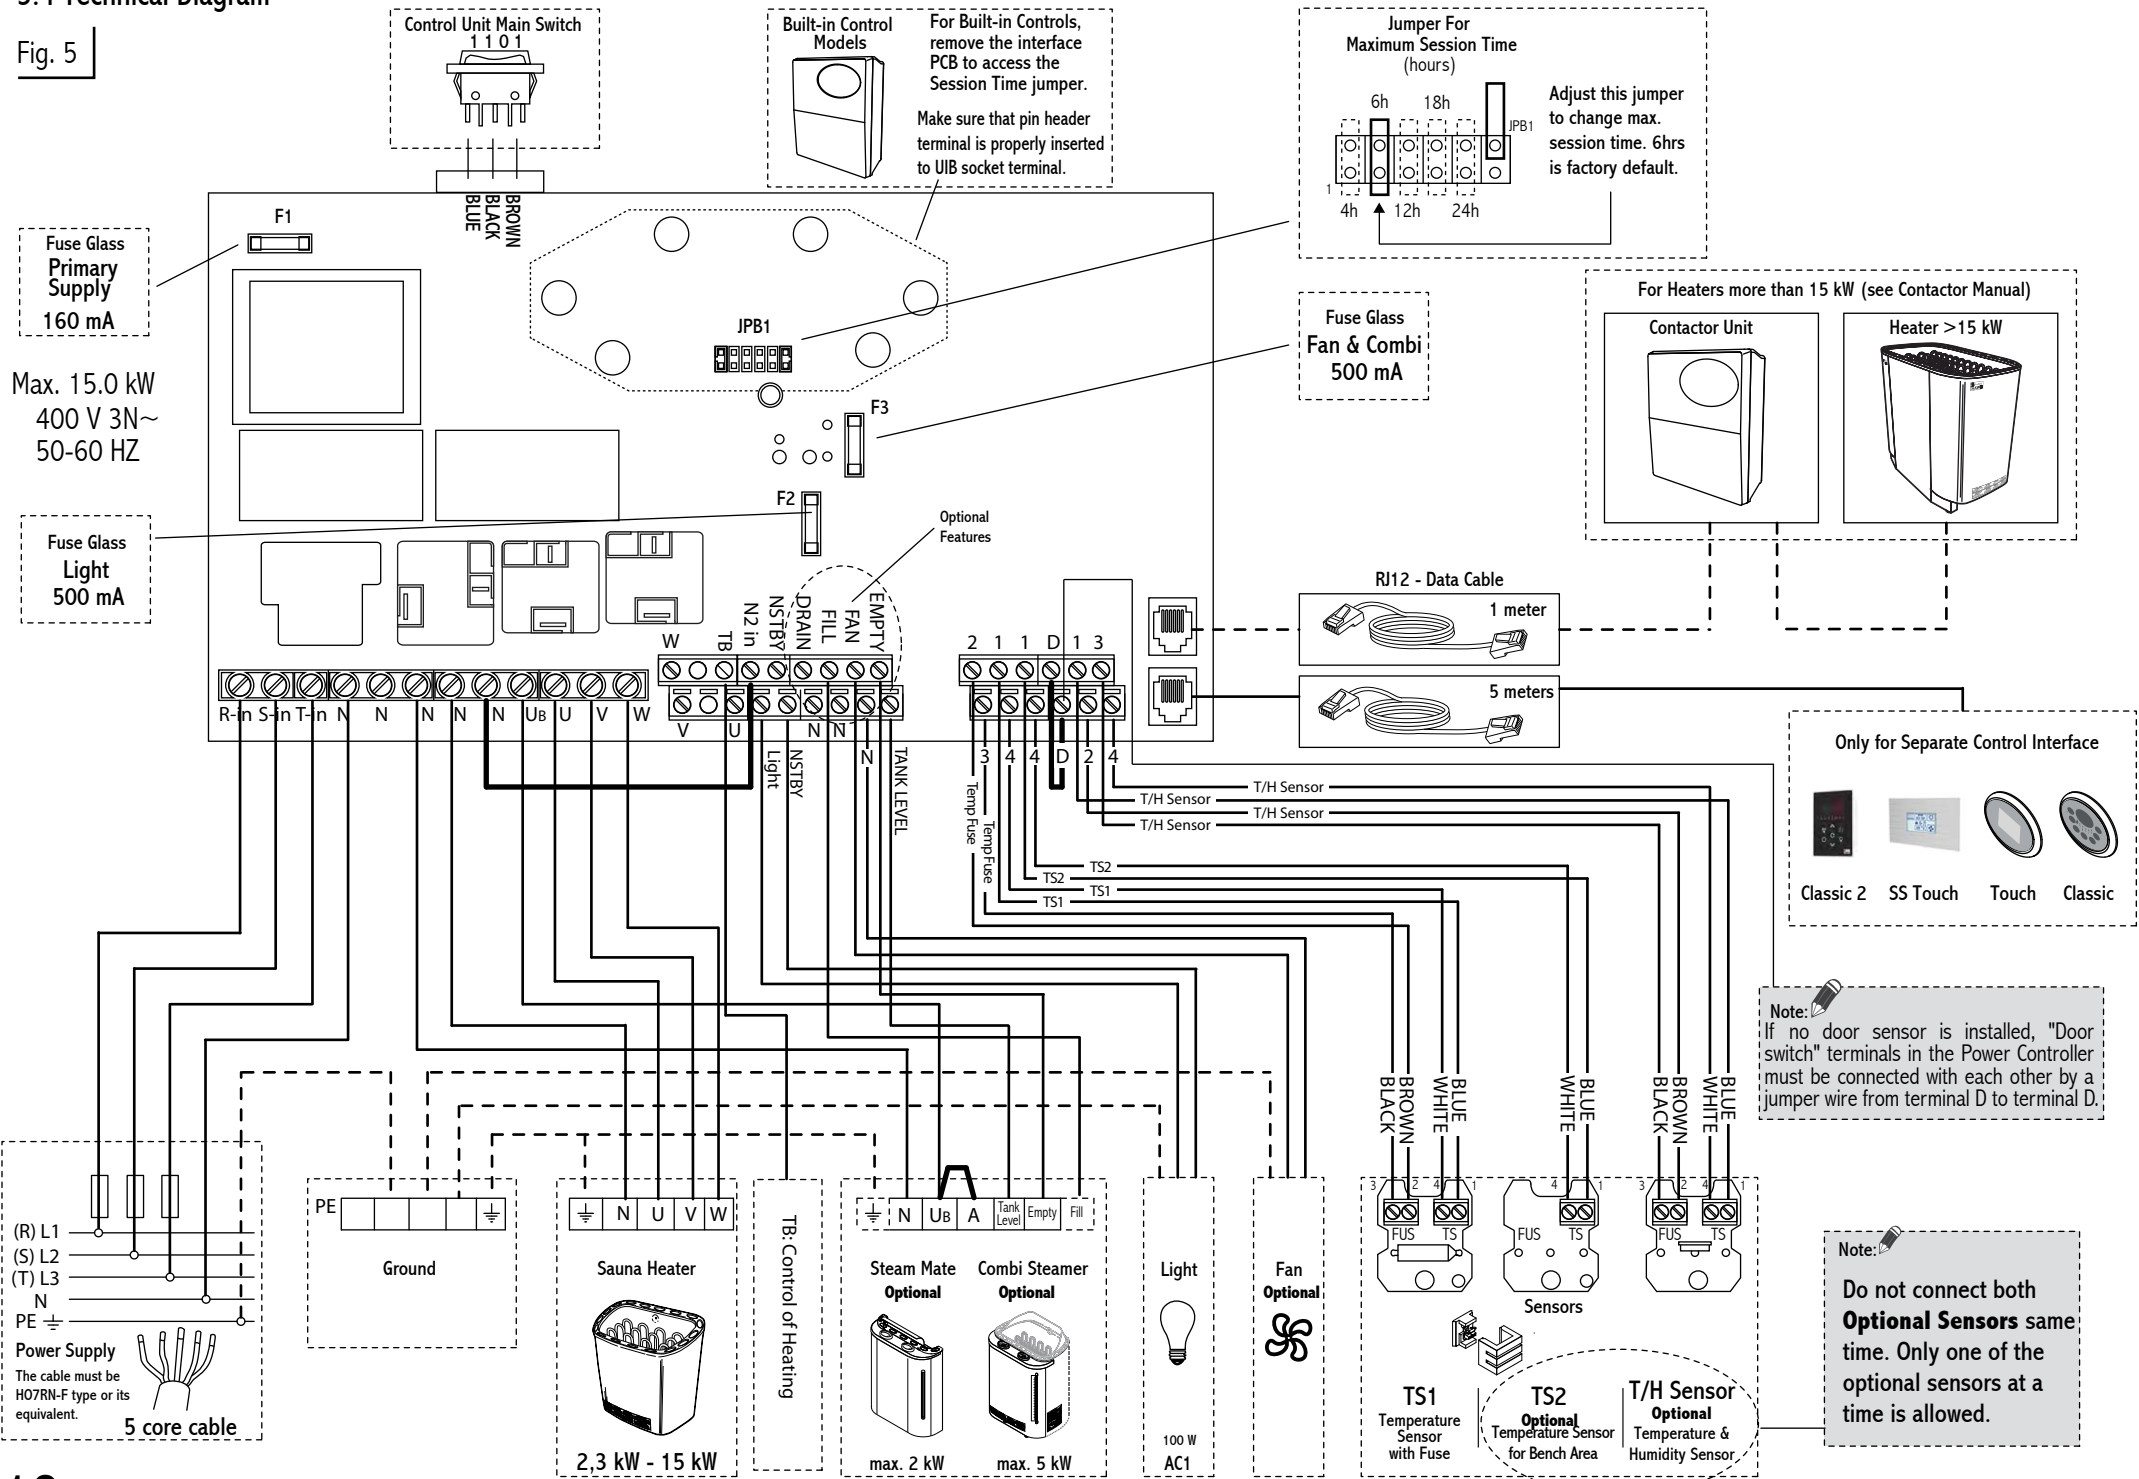 Fig. 5
Control Unit Main Switch
1 1 0 1
BLUE
BLACK
BROWN
Built-in Control
Models
For Built-in Controls,
remove the interface
PCB to access the
Session Time jumper.
Make sure that pin header
terminal is properly inserted
to UIB socket terminal.
Jumper For
Maximum Session Time
(hours)
6h 18h
JPB1
1
4h 12h 24h
Adjust this jumper
to change max.
session time. 6hrs
is factory default.
F1
Fuse Glass
Primary
Supply
160 mA
Max. 15.0 kW
400 V 3N~
50-60 HZ
Fuse Glass
Light
500 mA
JPB1
F3
F2
Fuse Glass
Fan & Combi
500 mA
Optional
Features
For Heaters more than 15 kW (see Contactor Manual)
Contactor Unit
Heater >15 kW
RJ12 - Data Cable
1 meter
5 meters
Only for Separate Control Interface
Classic 2 SS Touch Touch Classic
W
TB
N2 in
NSTBY
DRAIN
FILL
FAN
EMPTY
2 1 1 D 1 3
R-in S-in T-in N N N N N UB U V W
V U N N
Light
NSTBY
N
TANK LEVEL
3 4 4 D 2 4
Temp Fuse
Temp Fuse
T/H Sensor
T/H Sensor
T/H Sensor
T/H Sensor
TS2
TS2
TS1
TS1
Note:
If no door sensor is installed, "Door
switch" terminals in the Power Controller
must be connected with each other by a
jumper wire from terminal D to terminal D.
BLACK
BROWN
WHITE
BLUE
WHITE
BLUE
BLACK
BROWN
WHITE
BLUE
(R) L1
(S) L2
(T) L3
N
PE
Power Supply
The cable must be
HO7RN-F type or its
equivalent.
5 core cable
PE
Ground
N U V W
Sauna Heater
2,3 kW - 15 kW
TB: Control of Heating
N UB A Tank Level Empty Fill
Steam Mate
Optional
max. 2 kW
Combi Steamer
Optional
max. 5 kW
Light
100 W
AC1
Fan
Optional
3 2 4 1
FUS TS
4 1
FUS TS
3 2 4 1
FUS TS
Sensors
TS1
Temperature
Sensor
with Fuse
TS2
Optional
Temperature Sensor
for Bench Area
T/H Sensor
Optional
Temperature &
Humidity Sensor
Note:
Do not connect both
Optional Sensors same
time. Only one of the
optional sensors at a
time is allowed.